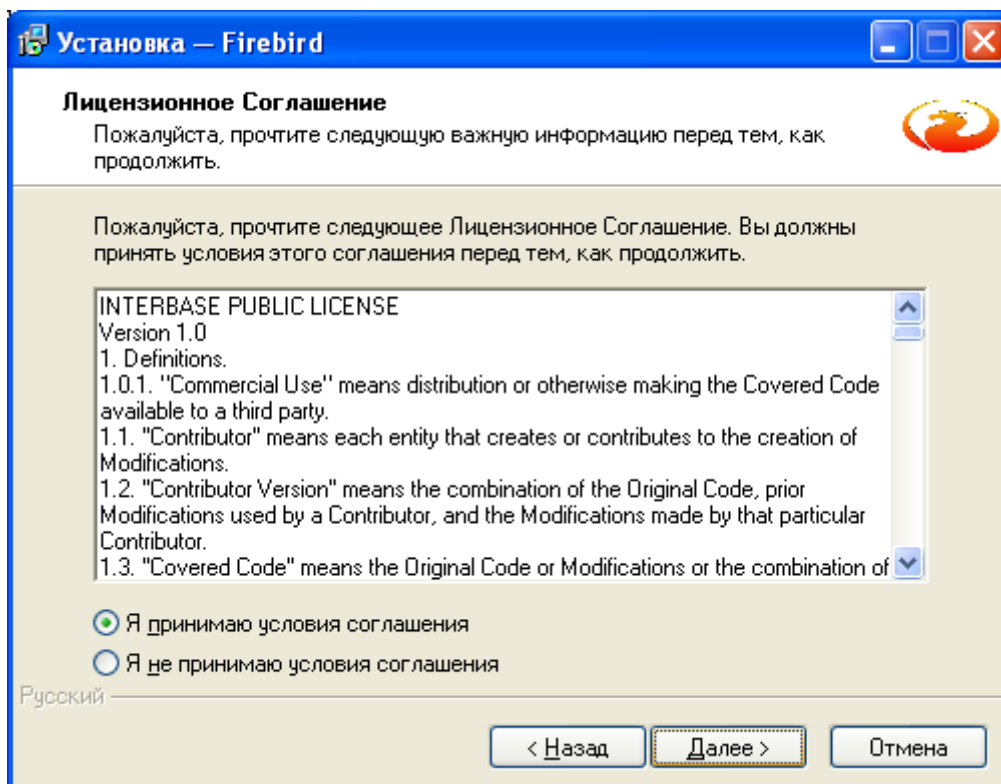 Установка — Firebird
Лицензионное Соглашение
Пожалуйста, прочтите следующую важную информацию перед тем, как
продолжить.
Пожалуйста, прочтите следующее Лицензионное Соглашение. Вы должны
принять условия этого соглашения перед тем, как продолжить.
INTERBASE PUBLIC LICENSE
Version 1.0
1. Definitions.
1.0.1. "Commercial Use" means distribution or otherwise making the Covered Code
available to a third party.
1.1. "Contributor" means each entity that creates or contributes to the creation of
Modifications.
1.2. "Contributor Version" means the combination of the Original Code, prior
Modifications used by a Contributor, and the Modifications made by that particular
Contributor.
1.3. "Covered Code" means the Original Code or Modifications or the combination of
Я принимаю условия соглашения
Я не принимаю условия соглашения
Русский
< Назад Далее > Отмена